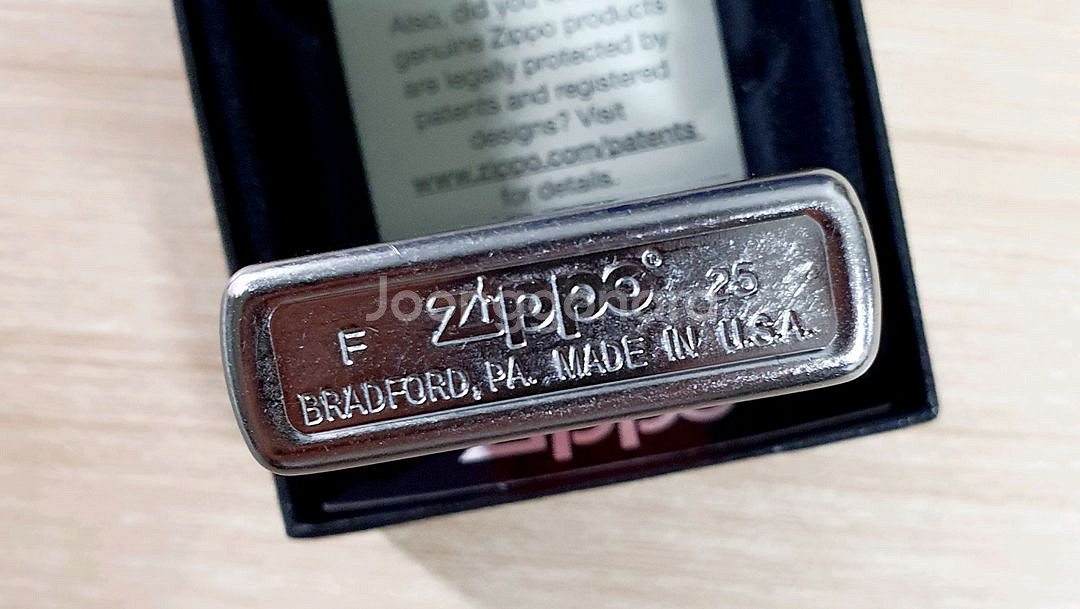 Also, did you
genuine Zippo products
are legally protected by
patents and registered
designs? Visit
www.zippo.com/patents.
for details.
F Zippo® 25
BRADFORD, PA. MADE IN U.S.A.
zippo